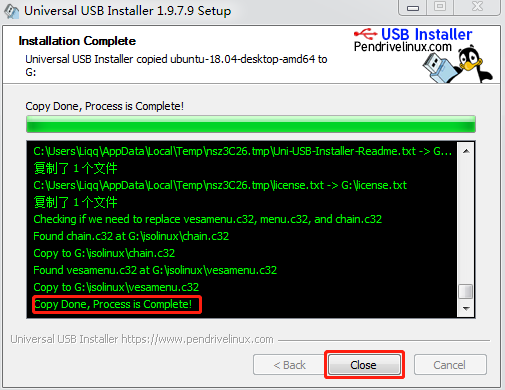 Universal USB Installer 1.9.7.9 Setup
Installation Complete
Universal USB Installer copied ubuntu-18.04-desktop-amd64 to
G:
USB Installer
Pendrivelinux.com
Copy Done, Process is Complete!
C:\Users\Liqq\AppData\Local\Temp\nsz3C26.tmp\Uni-USB-Installer-Readme.txt -> G...
复制了 1 个文件
C:\Users\Liqq\AppData\Local\Temp\nsz3C26.tmp\license.txt -> G:\license.txt
复制了 1 个文件
Checking if we need to replace vesamenu.c32, menu.c32, and chain.c32
Found chain.c32 at G:\isolinux\chain.c32
Copy to G:\isolinux\chain.c32
Found vesamenu.c32 at G:\isolinux\vesamenu.c32
Copy to G:\isolinux\vesamenu.c32
Copy Done, Process is Complete!
Universal USB Installer https://www.pendrivelinux.com
< Back
Close
Cancel